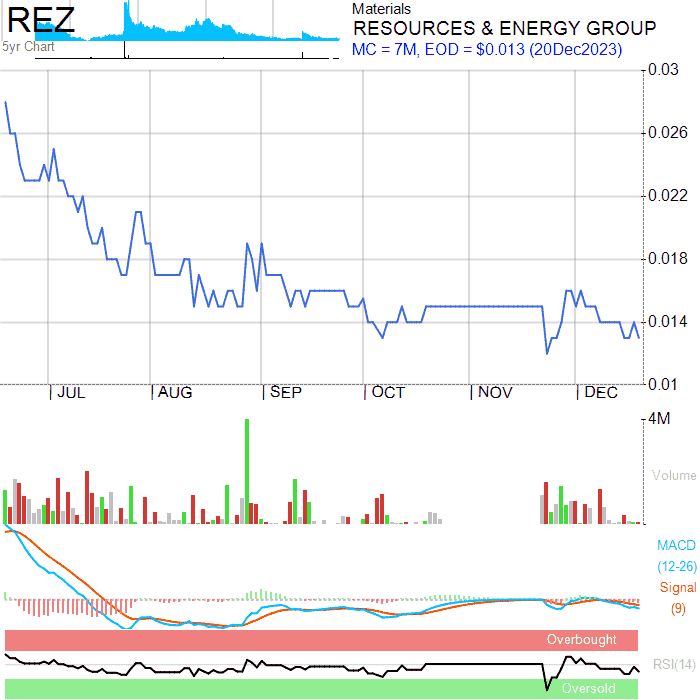 REZ
5yr Chart
Materials
RESOURCES & ENERGY GROUP
MC = 7M, EOD = $0.013 (20Dec2023)
0.03
0.026
0.022
0.018
0.014
0.01
JUL AUG SEP OCT NOV DEC
4M
Volume
MACD
(12-26)
Signal
(9)
Overbought
RSI(14)
Oversold